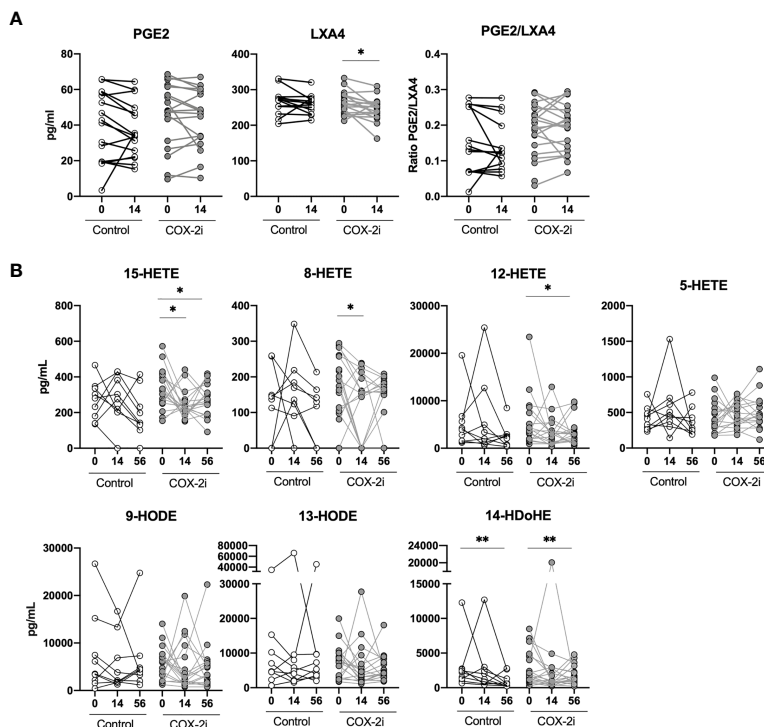 A
PGE2
LXA4
PGE2/LXA4
pg/ml
60
40
20
0
80
0 14 0 14
Control COX-2i
*
400
300
200
100
0
0 14 0 14
Control COX-2i
Ratio PGE2/LXA4
0.4
0.3
0.2
0.1
0.0
0 14 0 14
Control COX-2i
B
15-HETE
8-HETE
12-HETE
5-HETE
pg/mL
800
600
400
200
0
*
*
0 14 56 0 14 56
Control COX-2i
400
300
200
100
0
*
0 14 56 0 14 56
Control COX-2i
30000
20000
10000
0
*
0 14 56 0 14 56
Control COX-2i
2000
1500
1000
500
0
0 14 56 0 14 56
Control COX-2i
9-HODE
13-HODE
14-HDoHE
pg/mL
30000
20000
10000
0
0 14 56 0 14 56
Control COX-2i
80000
60000
40000
30000
20000
10000
0
0 14 56 0 14 56
Control COX-2i
24000
20000
15000
10000
5000
0
**
**
0 14 56 0 14 56
Control COX-2i